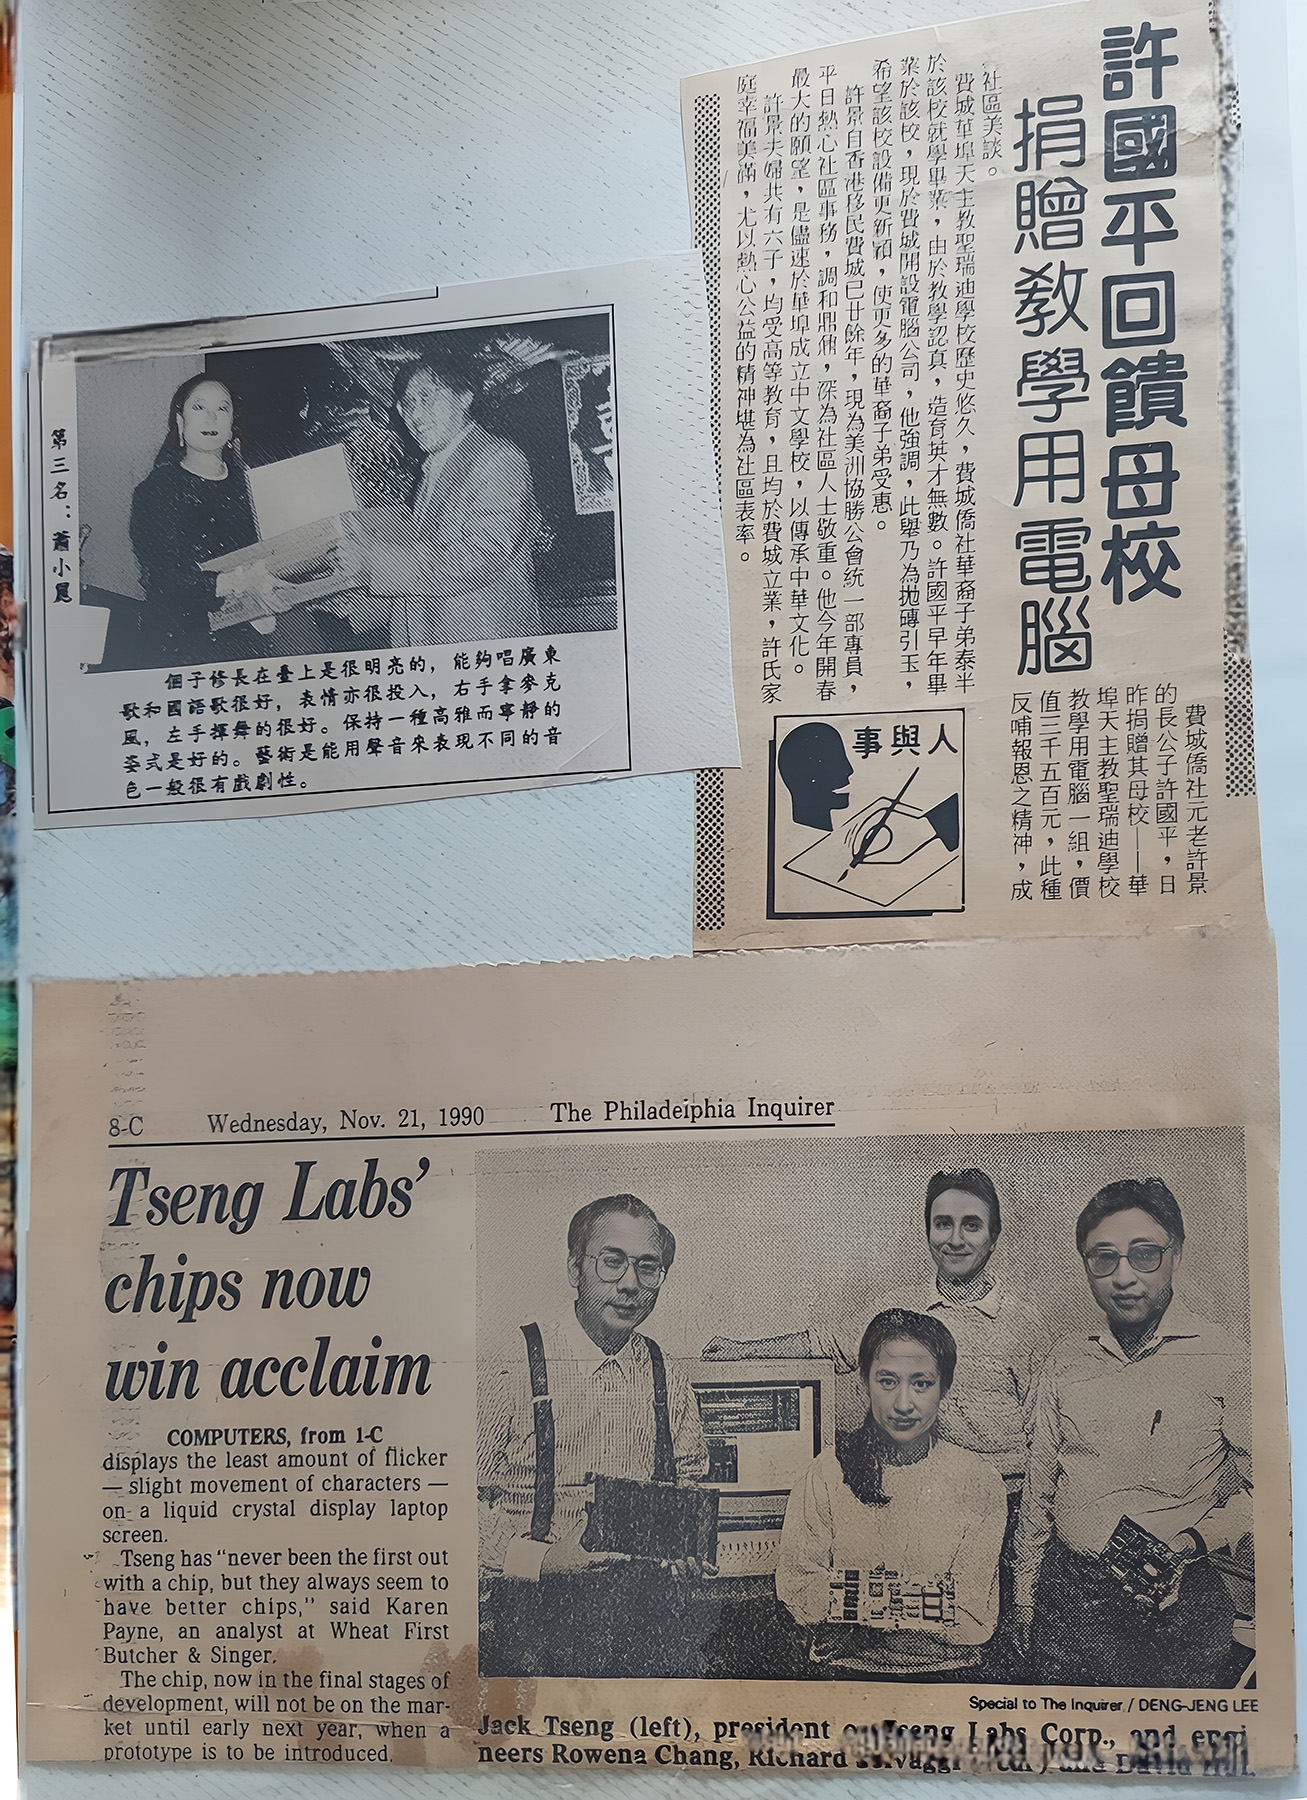 許國平回饋母校
捐贈教學用電腦
費城僑社元老許景
的長公子許國平，日
昨捐贈其母校——華
埠天主教聖瑞迪學校
教學用電腦一組，價
值三千五百元，此種
反哺報恩之精神，成
社區美談。
費城華埠天主教聖瑞迪學校歷史悠久，費城僑社華裔子弟泰半
於該校就學畢業，由於教學認真，造育英才無數。許國平早年畢
業於該校，現於費城開設電腦公司，他強調，此舉乃為拋磚引玉，
希望該校設備更新穎，使更多的華裔子弟受惠。
許景自香港移民費城已廿餘年，現為美洲協勝公會統一部專員，
平日熱心社區事務，調和鼎鼐，深為社區人士敬重。他今年開春
最大的願望，是儘速於華埠成立中文學校，以傳承中華文化。
許景夫婦共有六子，均受高等教育，且均於費城立業，許氏家
庭幸福美滿，尤以熱心公益的精神堪為社區表率。
人與事
第三名：蕭小
個子修長在臺上是很明亮的，能夠唱廣東
歌和國語歌很好，表情亦很投入，右手拿麥克
風，左手揮舞的很好。保持一種高雅而寧靜的
姿式是好的。藝術是能用聲音來表現不同的音
色一般很有戲劇性。
8-C Wednesday, Nov. 21, 1990 The Philadelphia Inquirer
Tseng Labs'
chips now
win acclaim
COMPUTERS, from 1-C
displays the least amount of flicker
— slight movement of characters —
on a liquid crystal display laptop
screen.
Tseng has "never been the first out
with a chip, but they always seem to
have better chips," said Karen
Payne, an analyst at Wheat First
Butcher & Singer.
The chip, now in the final stages of
development, will not be on the mar-
ket until early next year, when a
prototype is to be introduced.
Special to The Inquirer / DENG-JENG LEE
Jack Tseng (left), president Tseng Labs Corp., and engi
neers Rowena Chang, Richard and David